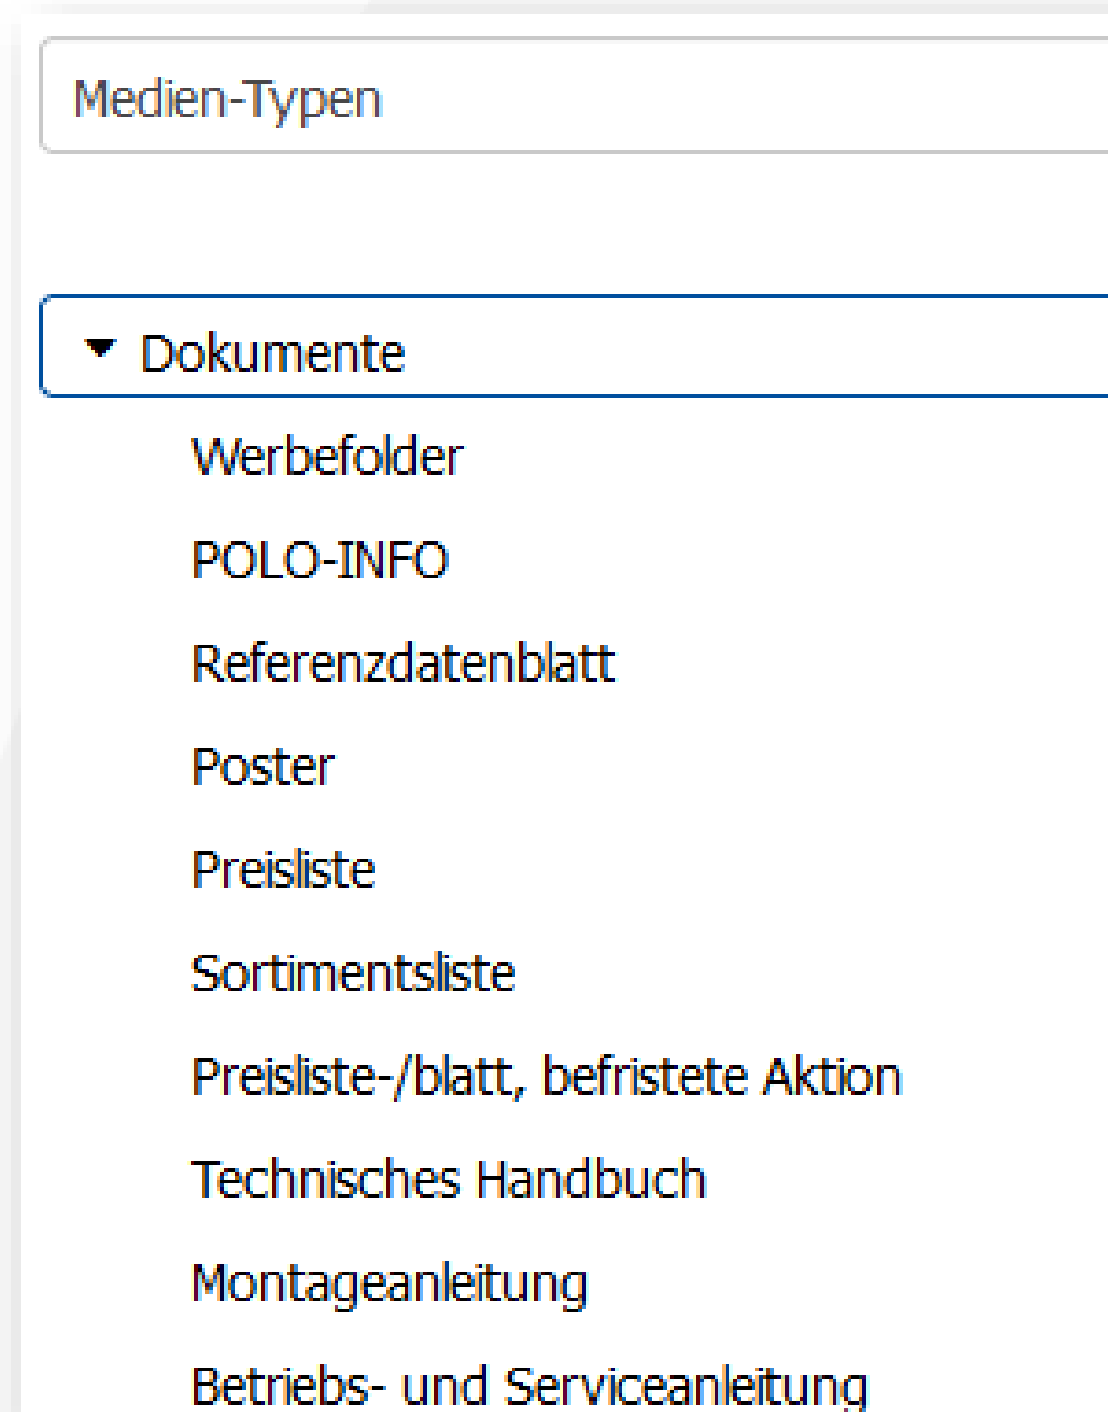 Medien-Typen
Dokumente
Werbefolder
POLO-INFO
Referenzdatenblatt
Poster
Preisliste
Sortimentsliste
Preisliste-/blatt, befristete Aktion
Technisches Handbuch
Montageanleitung
Betriebs- und Serviceanleitung